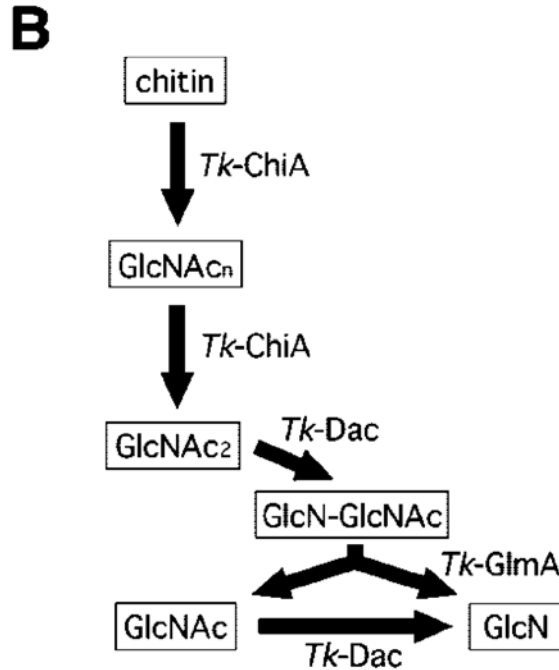 B
chitin
Tk-ChiA
GlcNAcn
Tk-ChiA
GlcNAc2
Tk-Dac
GlcN-GlcNAc
Tk-GlmA
GlcNAc
Tk-Dac
GlcN